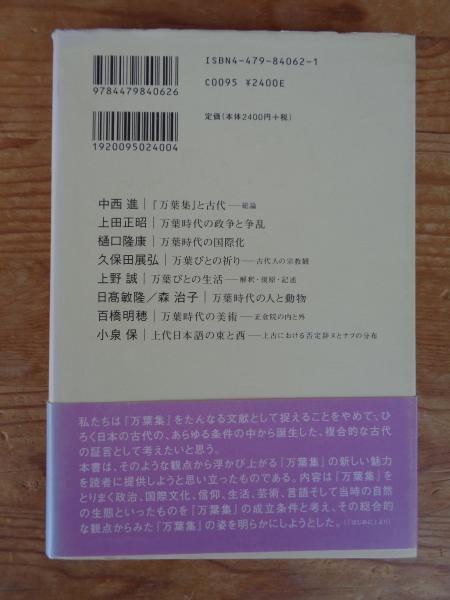 ISBN4-479-84062-1
C0095 ¥2400E
9784479840626
定価(本体2400円+税)
1920095024004
中西 進|『万葉集』と古代──総論
上田正昭|万葉時代の政争と争乱
樋口隆康|万葉時代の国際化
久保田展弘|万葉びとの祈り──古代人の宗教観
上野 誠|万葉びとの生活──解釈・復原・記述
日髙敏隆/森 治子|万葉時代の人と動物
百橋明穂|万葉時代の美術──正倉院の内と外
小泉 保|上代日本語の東と西──上古における否定辞ヌとナフの分布
私たちは『万葉集』をたんなる文献として捉えることをやめて、ひ
ろく日本の古代の、あらゆる条件の中から誕生した、複合的な古代
の証言として考えたいと思う。
本書は、そのような観点から浮かび上がる『万葉集』の新しい魅力
を読者に提供しようと思い立ったものである。内容は『万葉集』を
とりまく政治、国際文化、信仰、生活、芸術、言語そして当時の自然
の生態といったものを『万葉集』の成立条件と考え、その総合的
な観点からみた『万葉集』の姿を明らかにしようとした。(「はじめに」より)